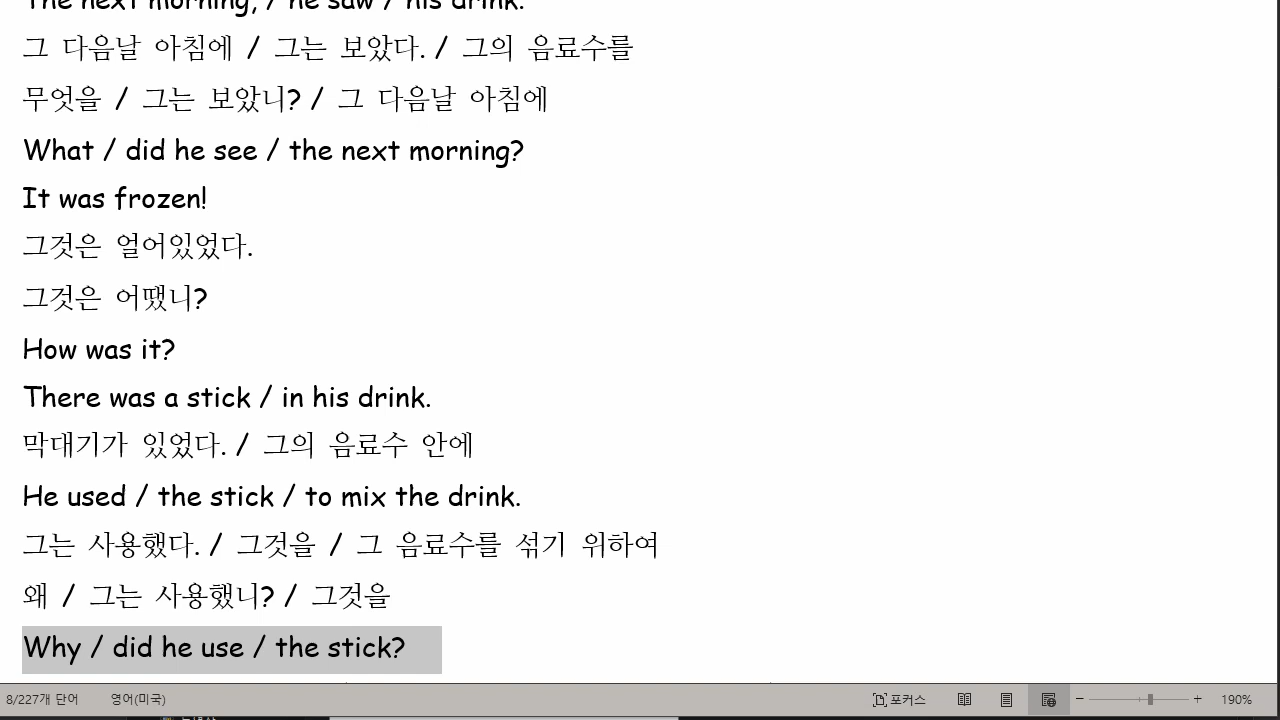 The next morning, / he saw / his drink.
그 다음날 아침에 / 그는 보았다. / 그의 음료수를
무엇을 / 그는 보았니? / 그 다음날 아침에
What / did he see / the next morning?
It was frozen!
그것은 얼어있었다.
그것은 어땠니?
How was it?
There was a stick / in his drink.
막대기가 있었다. / 그의 음료수 안에
He used / the stick / to mix the drink.
그는 사용했다. / 그것을 / 그 음료수를 섞기 위하여
왜 / 그는 사용했니? / 그것을
Why / did he use / the stick?
8/227개 단어 영어(미국) 포커스 190%